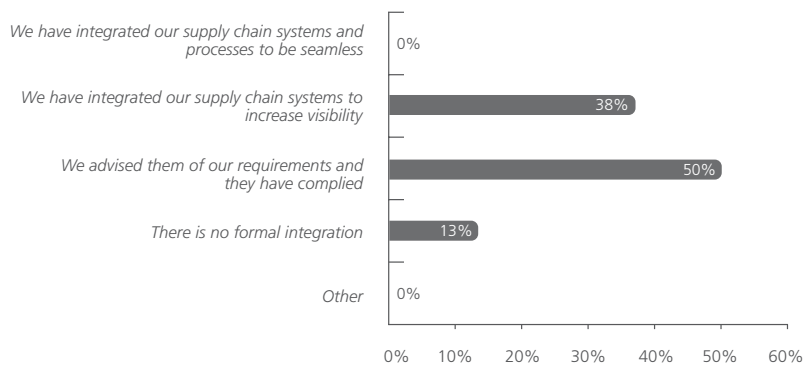 We have integrated our supply chain systems and
processes to be seamless
0%
We have integrated our supply chain systems to
increase visibility
38%
We advised them of our requirements and
they have complied
50%
There is no formal integration
13%
Other
0%
0% 10% 20% 30% 40% 50% 60%